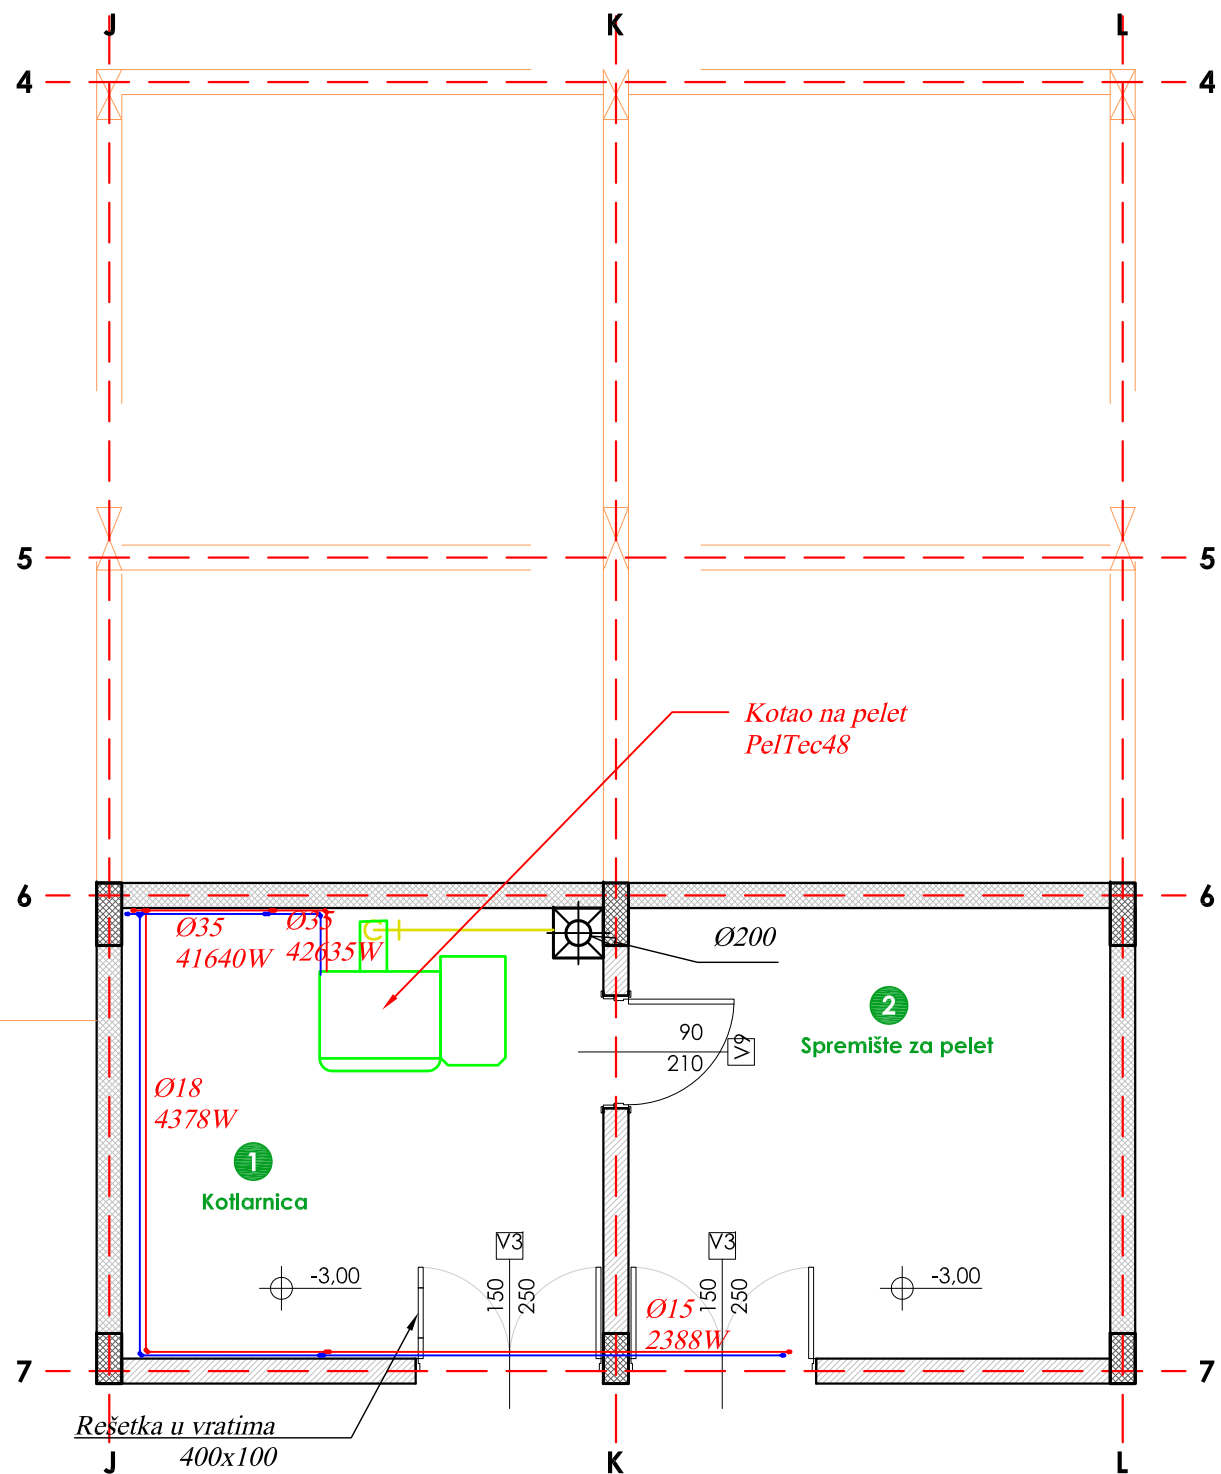 J K L
4 4
5 5
Kotao na pelet
PelTec48
6 6
Ø35
41640W
Ø35
42635W
Ø200
2
Spremište za pelet
90
210
V9
Ø18
4378W
1
Kotlarnica
V3
150
250
V3
150
250
-3,00
-3,00
Ø15
2388W
7 7
Rešetka u vratima
400x100
J K L